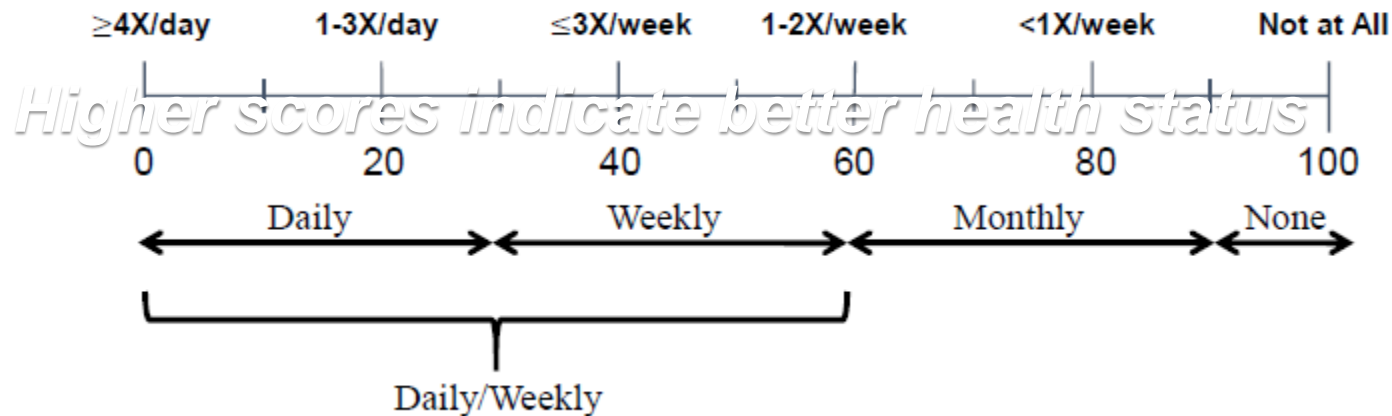 ≥4X/day 1-3X/day ≤3X/week 1-2X/week <1X/week Not at All
Higher scores indicate better health status
0 20 40 60 80 100
Daily Weekly Monthly None
Daily/Weekly